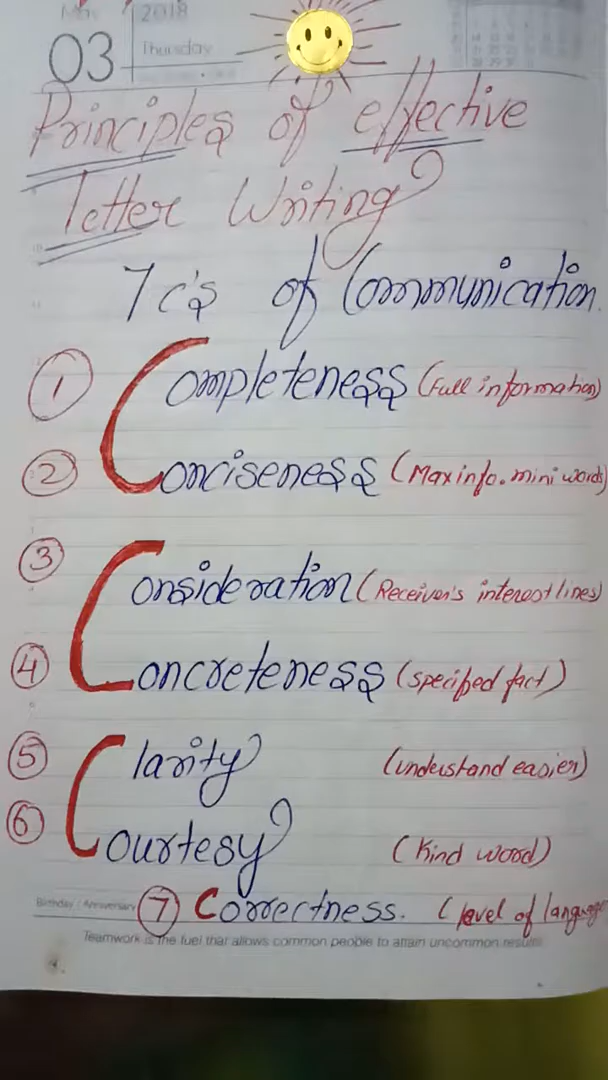 2018
03
Thursday
Principles of effective
letter Writing
7 c's of Communication
1 Completeness (Full information)
2 Conciseness (Max info. mini words)
3 Consideration (Receiver's interest lines)
4 Concreteness (specified fact)
5 Clarity (understand easier)
6 Courtesy (Kind word)
Birthday / Anniversary 7 Correctness. (level of language
Teamwork is the fuel that allows common people to attain uncommon results